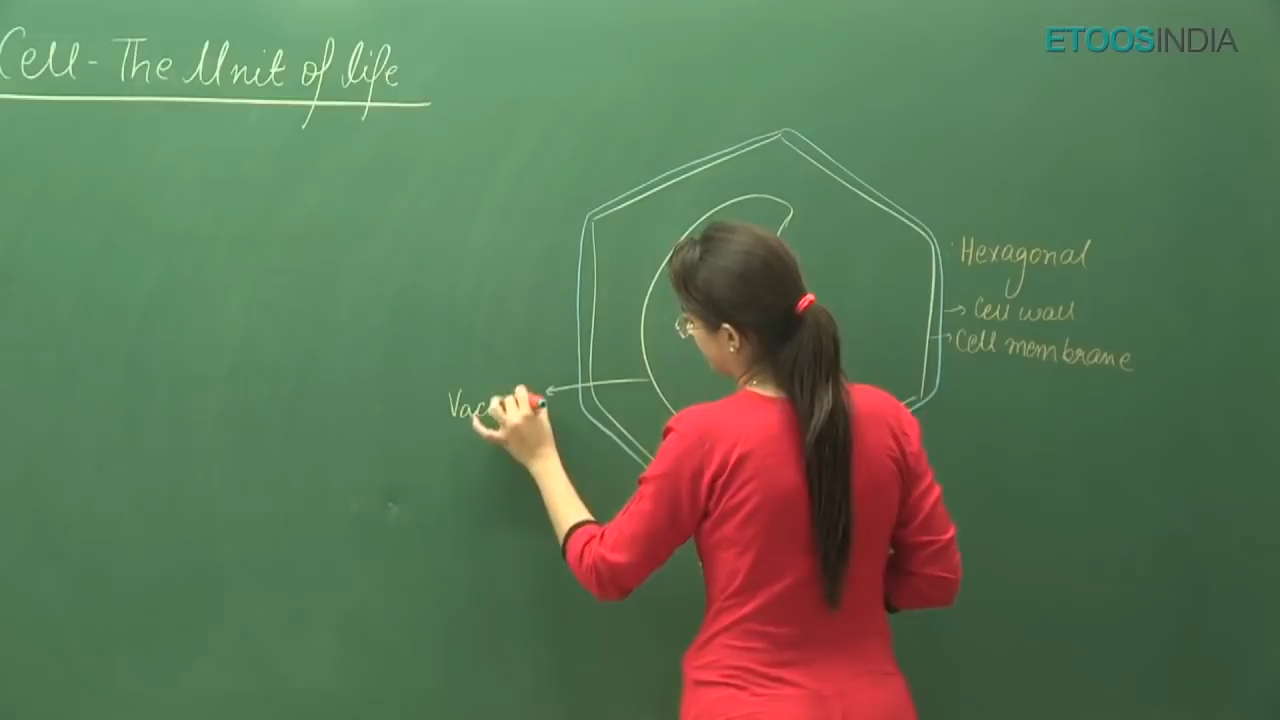 Cell - The Unit of life
ETOOSINDIA
Hexagonal
Cell wall
Cell membrane
Vac